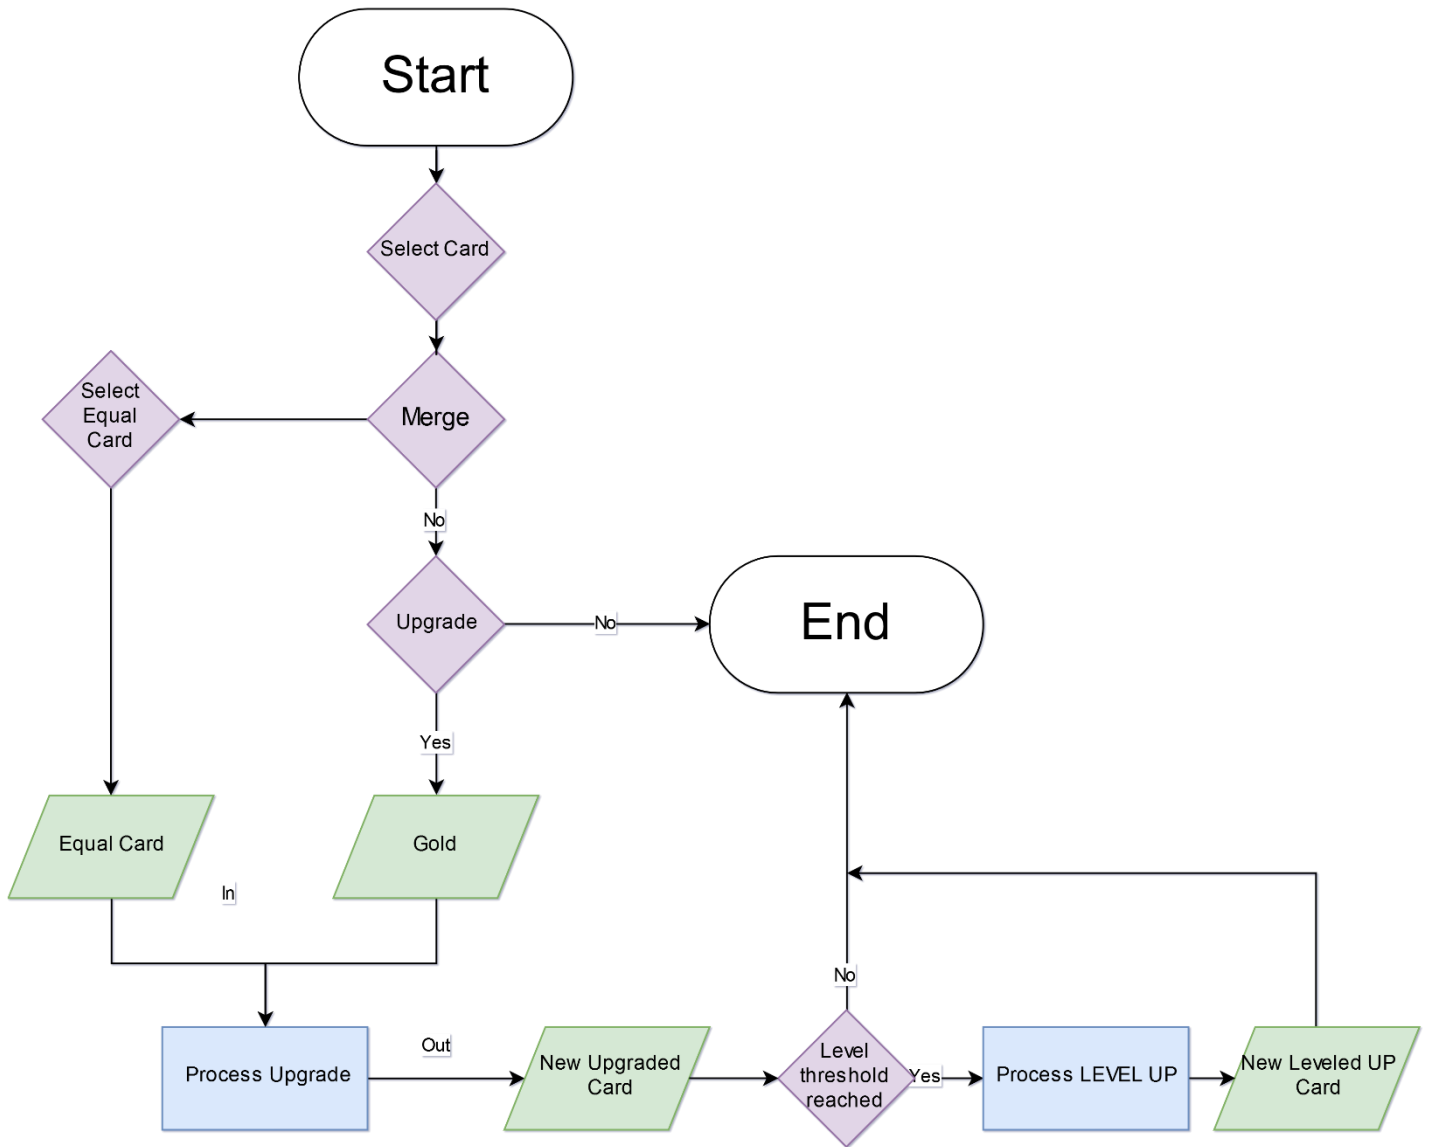 Start
Select Card
Select
Equal
Card
Merge
No
Upgrade
No
End
Yes
Equal Card
Gold
In
No
Process Upgrade
Out
New Upgraded
Card
Level
threshold
reached
Yes
Process LEVEL UP
New Leveled UP
Card